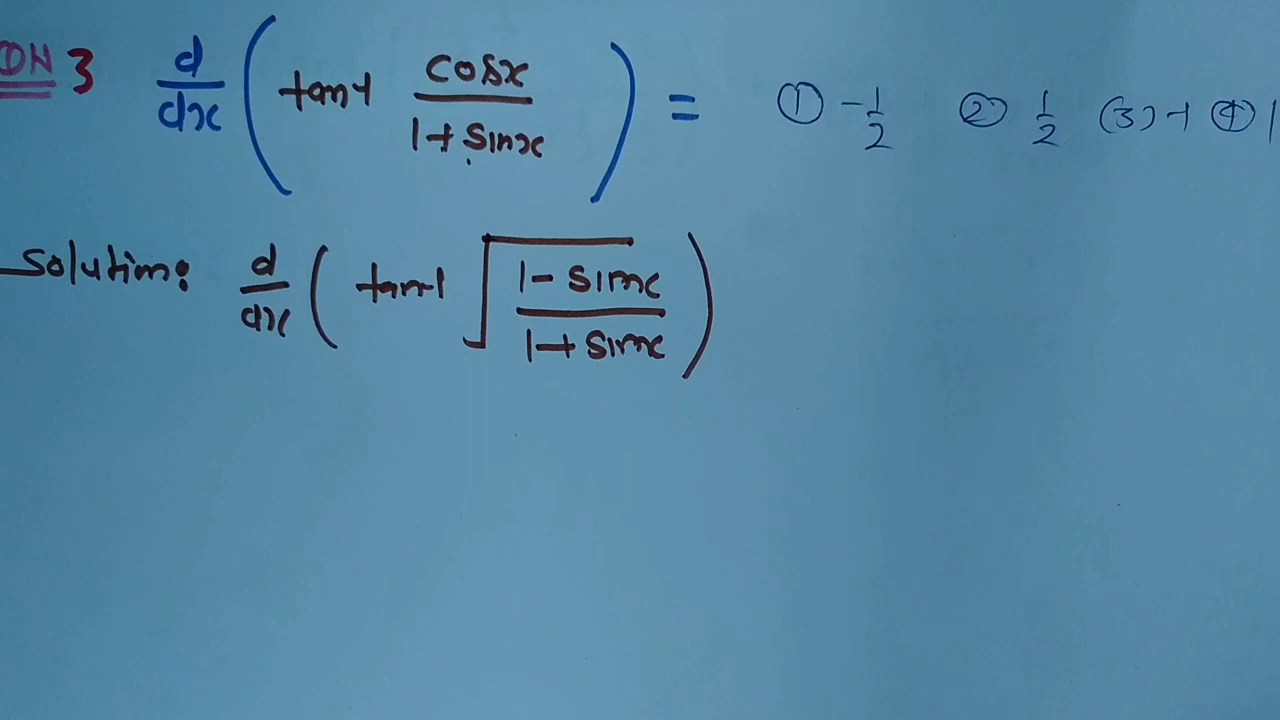 ION 3 d/dx ( tan-1 cosx / 1+sinx ) = ① -1/2 ② 1/2 (3) -1 ④ 1
Solution: d/dx ( tan-1 √ 1-sinx / 1+sinx )